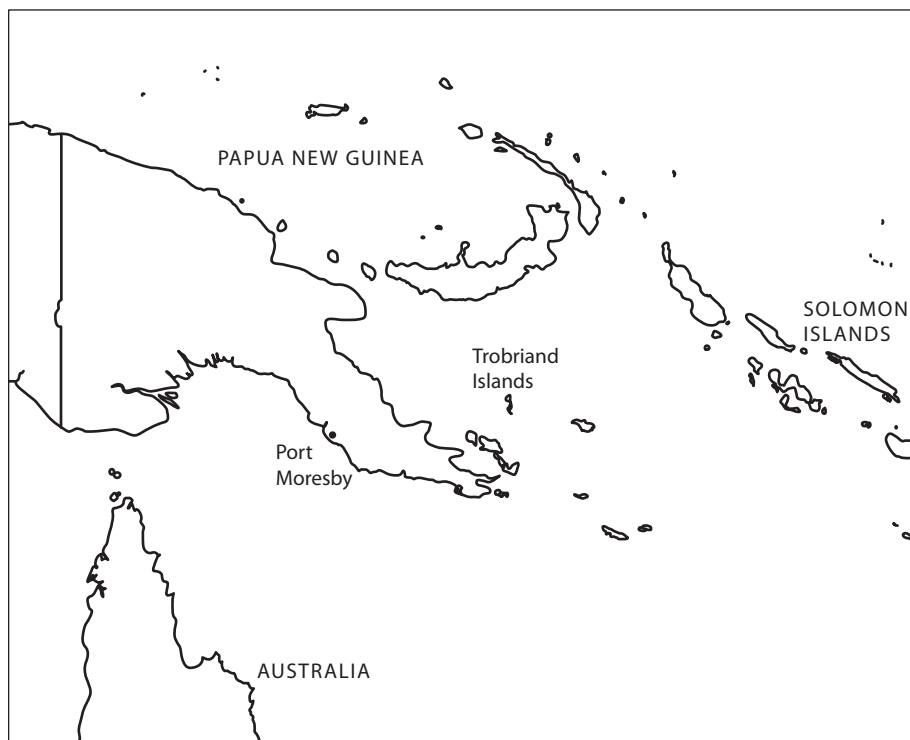 PAPUA NEW GUINEA
SOLOMON
ISLANDS
Trobriand
Islands
Port
Moresby
AUSTRALIA